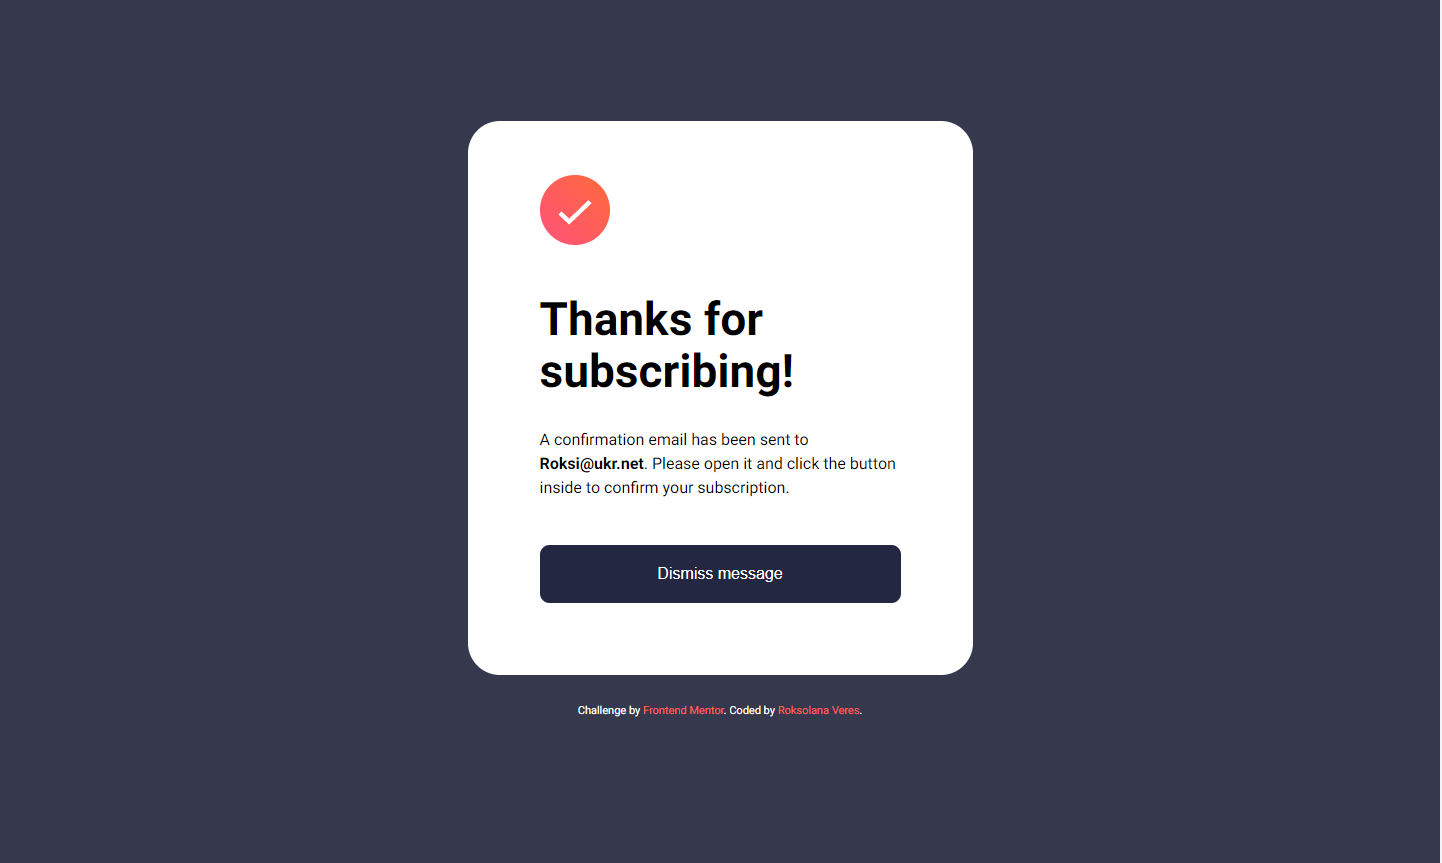 Thanks for
subscribing!
A confirmation email has been sent to
Roksi@ukr.net. Please open it and click the button
inside to confirm your subscription.
Dismiss message
Challenge by Frontend Mentor. Coded by Roksolana Veres.